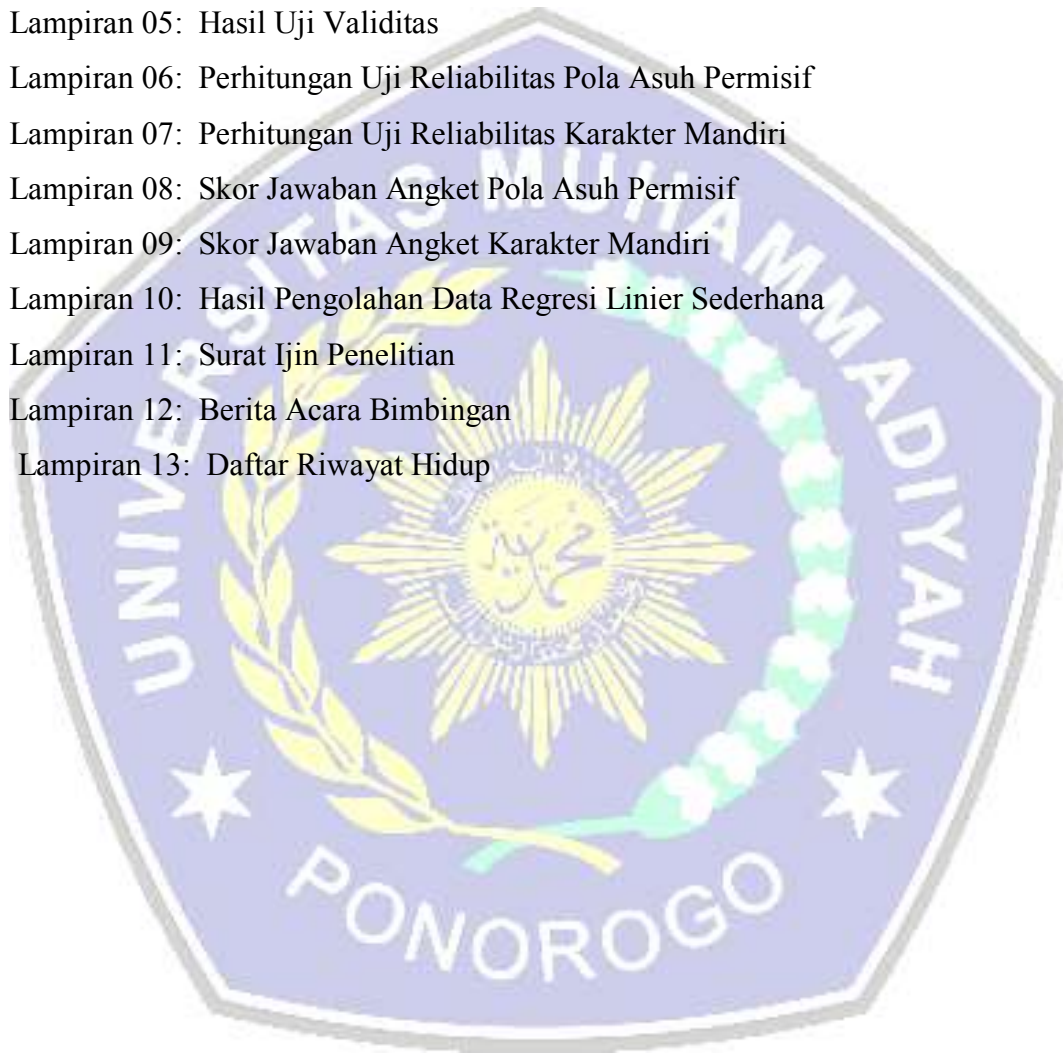 Lampiran 05:  Hasil Uji Validitas
Lampiran 06:  Perhitungan Uji Reliabilitas Pola Asuh Permisif
Lampiran 07:  Perhitungan Uji Reliabilitas Karakter Mandiri
Lampiran 08:  Skor Jawaban Angket Pola Asuh Permisif
Lampiran 09:  Skor Jawaban Angket Karakter Mandiri
Lampiran 10:  Hasil Pengolahan Data Regresi Linier Sederhana
Lampiran 11:  Surat Ijin Penelitian
Lampiran 12:  Berita Acara Bimbingan
Lampiran 13:  Daftar Riwayat Hidup
UNIVERSITAS MUHAMMADIYAH
PONOROGO